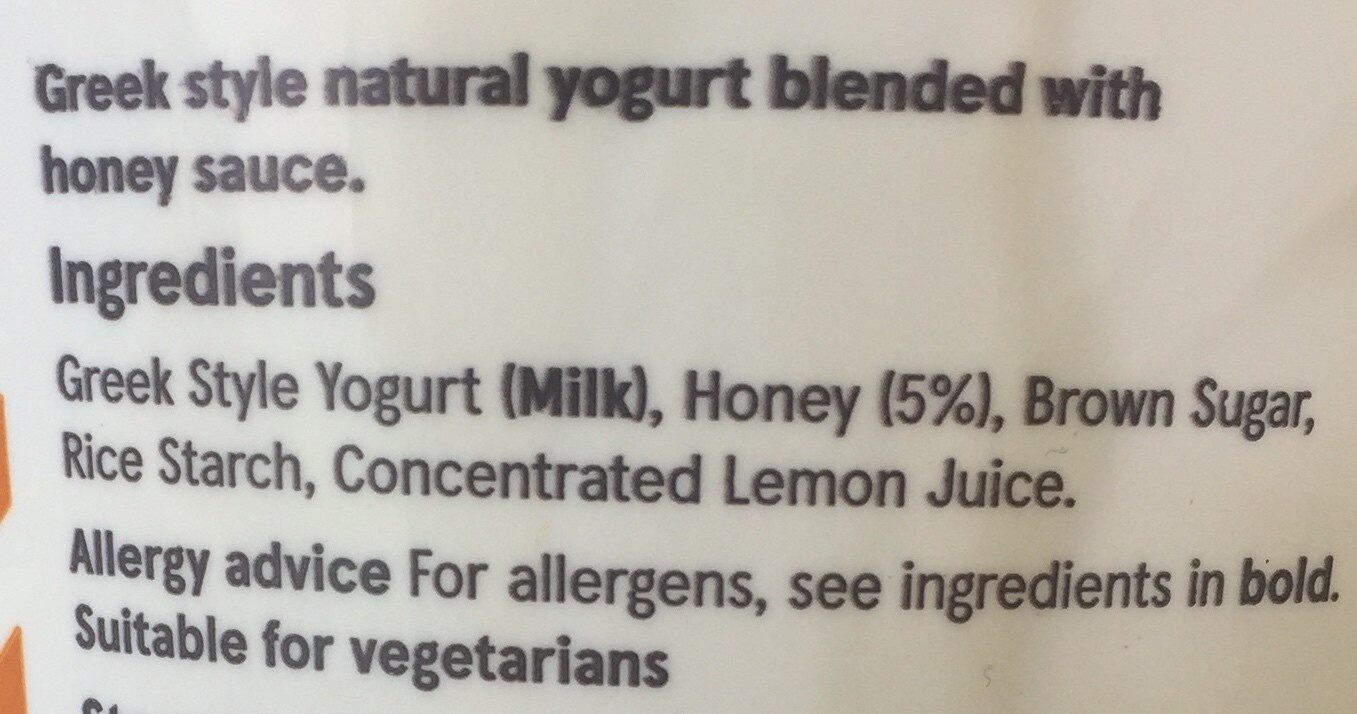 Greek style natural yogurt blended with
honey sauce.
Ingredients
Greek Style Yogurt (Milk), Honey (5%), Brown Sugar,
Rice Starch, Concentrated Lemon Juice.
Allergy advice For allergens, see ingredients in bold.
Suitable for vegetarians